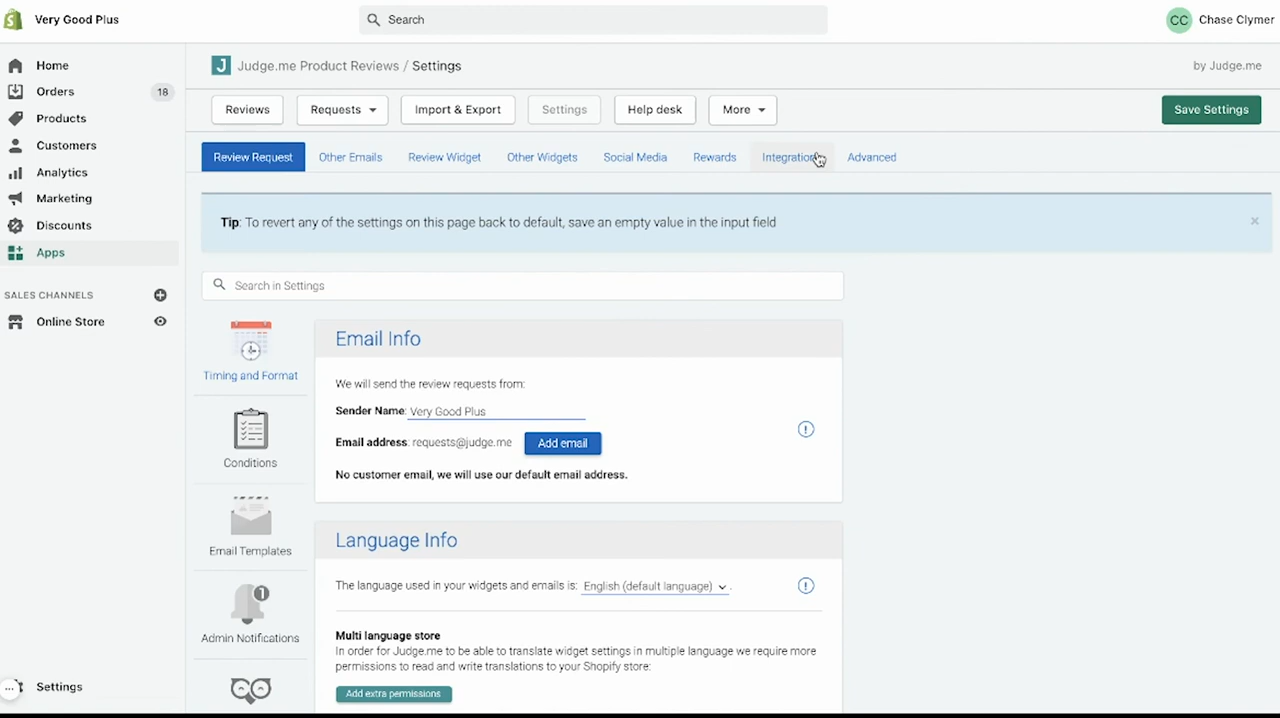 Very Good Plus
Search
CC
Chase Clymer
Home
Orders
18
Products
Customers
Analytics
Marketing
Discounts
Apps
SALES CHANNELS
Online Store
Settings
J
Judge.me Product Reviews / Settings
by Judge.me
Reviews
Requests
Import & Export
Settings
Help desk
More
Save Settings
Review Request
Other Emails
Review Widget
Other Widgets
Social Media
Rewards
Integrations
Advanced
Tip: To revert any of the settings on this page back to default, save an empty value in the input field
×
Search in Settings
Timing and Format
Conditions
Email Templates
1
Admin Notifications
Email Info
We will send the review requests from:
Sender Name: Very Good Plus
Email address: requests@judge.me
Add email
No customer email, we will use our default email address.
Language Info
The language used in your widgets and emails is: English (default language) .
Multi language store
In order for Judge.me to be able to translate widget settings in multiple language we require more
permissions to read and write translations to your Shopify store:
Add extra permissions